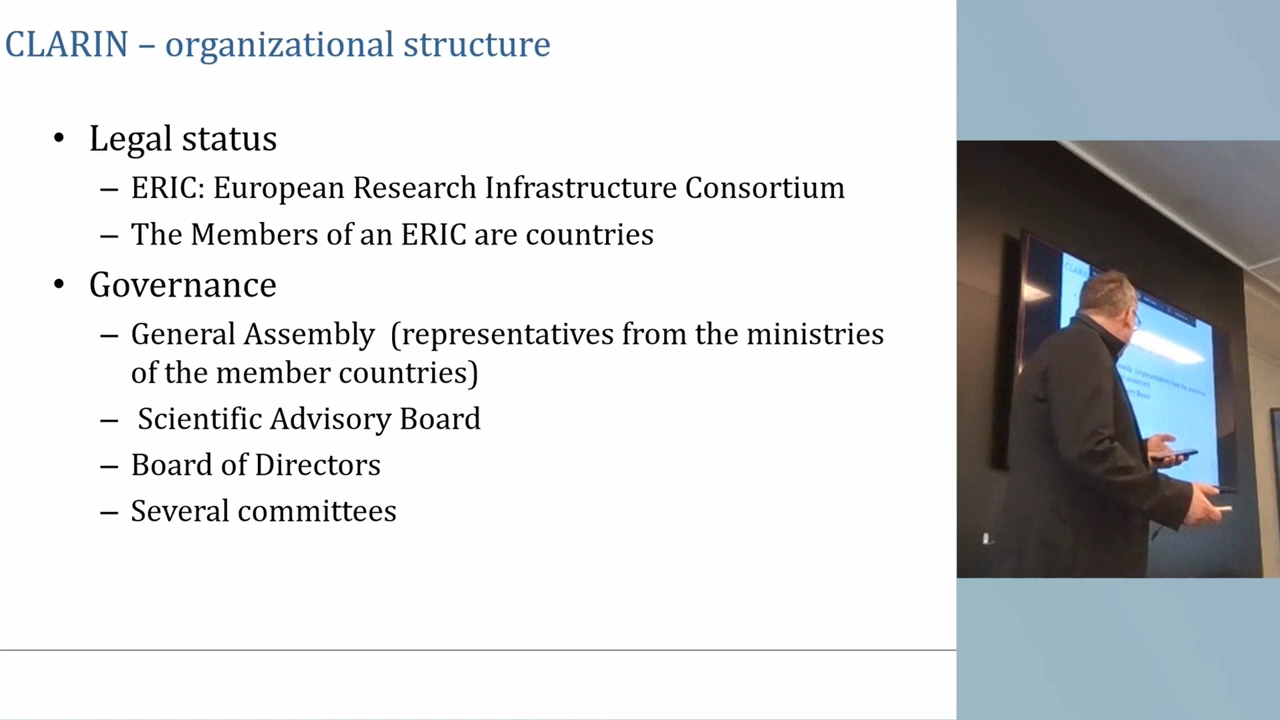 CLARIN – organizational structure
• Legal status
– ERIC: European Research Infrastructure Consortium
– The Members of an ERIC are countries
• Governance
– General Assembly (representatives from the ministries
of the member countries)
– Scientific Advisory Board
– Board of Directors
– Several committees